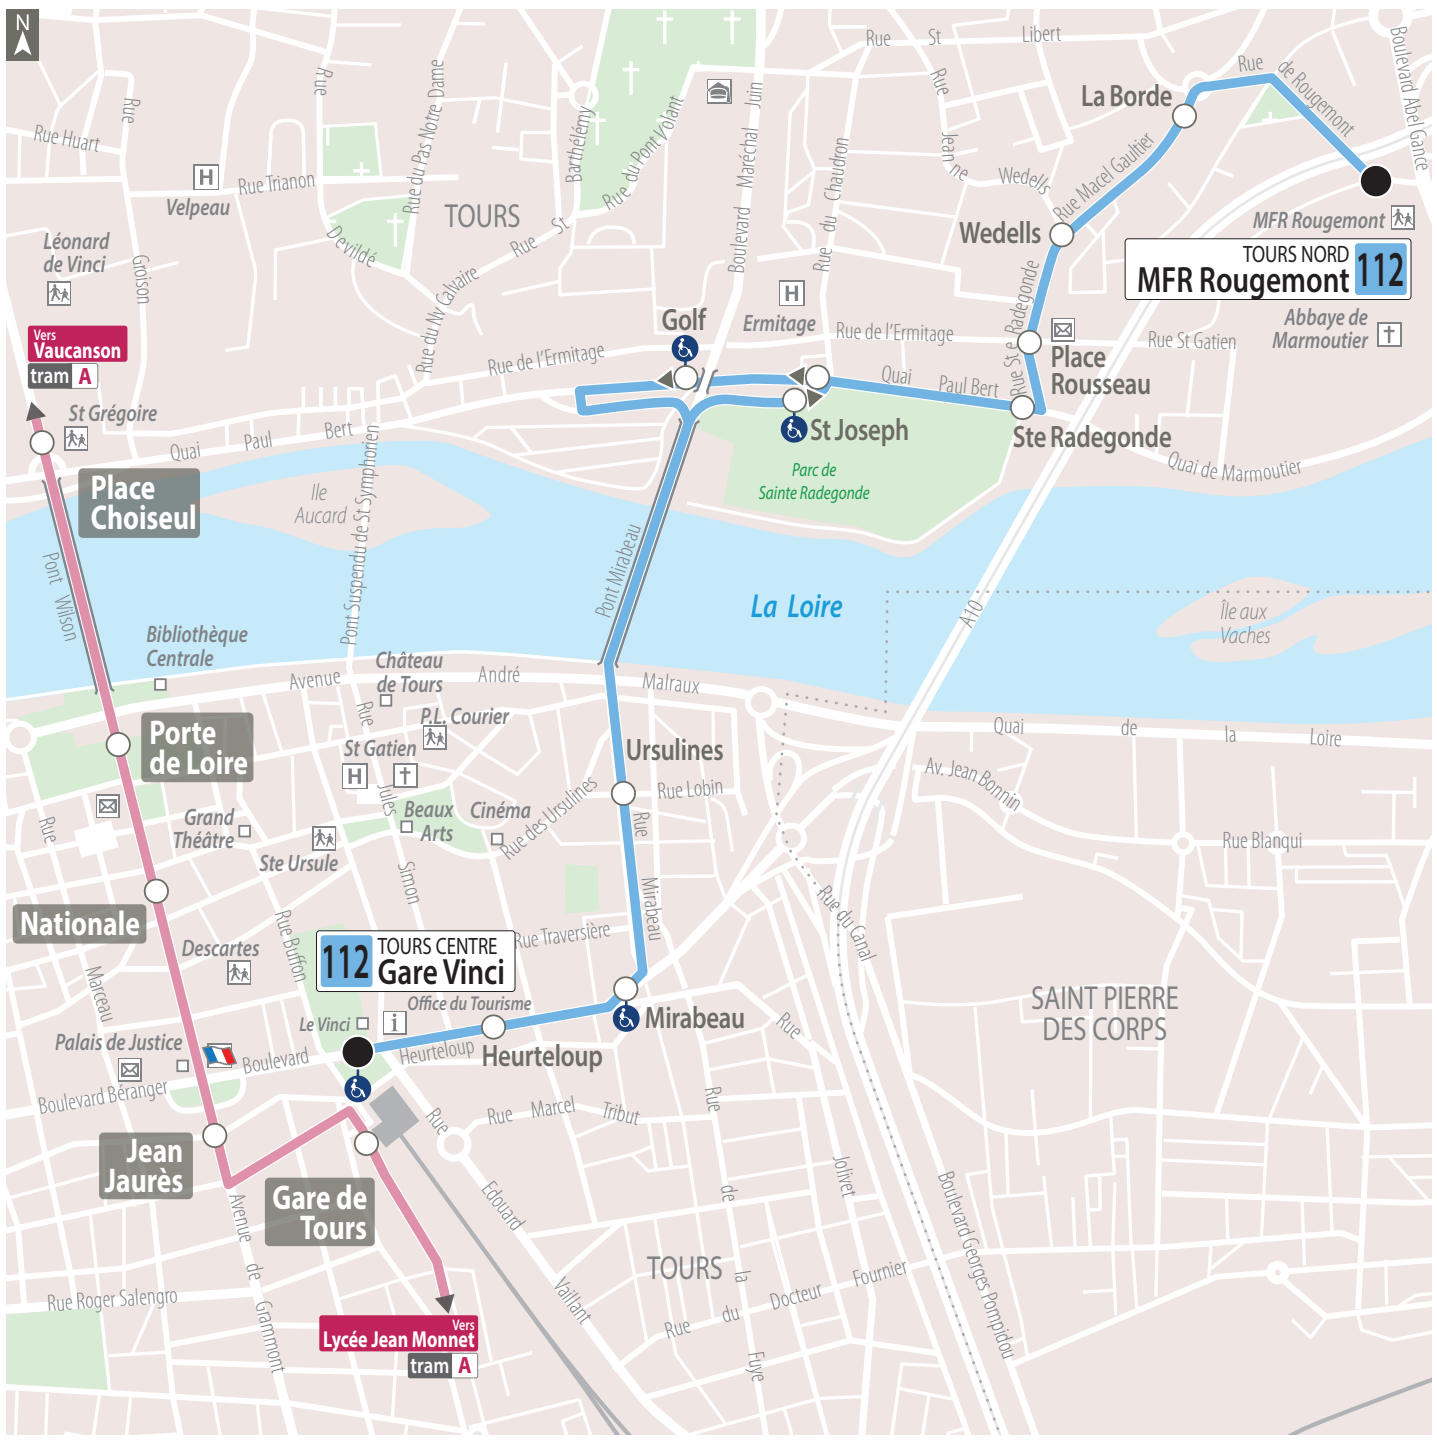 N
Rue St Libert
Rue de Rougemont
Boulevard Abel Gance
La Borde
Rue Huart
Rue
Rue
Rue du Pas Notre Dame
Barthélémy
Rue du Pont Volant
Boulevard Maréchal Juin
Rue du Chaudron
Rue Jeanne Wedells
Rue Macel Gaultier
H
Velpeau
Rue Trianon
TOURS
Rue St
Wedells
MFR Rougemont
TOURS NORD
MFR Rougemont
112
Léonard
de Vinci
Groison
Devildé
Rue du Nv Calvaire
H
Ermitage
Golf
Rue de l'Ermitage
Rue de l'Ermitage
Rue Ste Radegonde
Place
Rousseau
Rue St Gatien
Abbaye de
Marmoutier
Vers
Vaucanson
tram A
St Grégoire
Quai Paul Bert
Quai Paul Bert
St Joseph
Ste Radegonde
Quai de Marmoutier
Parc de
Sainte Radegonde
Place
Choiseul
Ile
Aucard
Pont Suspendu de St Symphorien
Pont Wilson
Pont Mirabeau
La Loire
A10
Île aux
Vaches
Bibliothèque
Centrale
Château
de Tours
Avenue André Malraux
P.L. Courier
Porte
de Loire
St Gatien
H
Rue Jules Simon
Ursulines
Rue Lobin
Quai de la Loire
Av. Jean Bonnin
Rue Blanqui
Grand
Théâtre
Beaux
Arts
Cinéma
Rue des Ursulines
Ste Ursule
Rue Mirabeau
Rue Marceau
Nationale
Rue Buffon
Descartes
112
TOURS CENTRE
Gare Vinci
Rue Traversière
Rue du Canal
Office du Tourisme
Le Vinci
i
Mirabeau
SAINT PIERRE
DES CORPS
Palais de Justice
Boulevard Heurteloup
Heurteloup
Boulevard Béranger
Rue Marcel Tribut
Jean
Jaurès
Gare de
Tours
Rue Edouard Vaillant
Rue Jolivet
Rue de la Fuye
Boulevard Georges Pompidou
Avenue de Grammont
TOURS
Rue du Docteur Fournier
Rue Roger Salengro
Vers
Lycée Jean Monnet
tram A